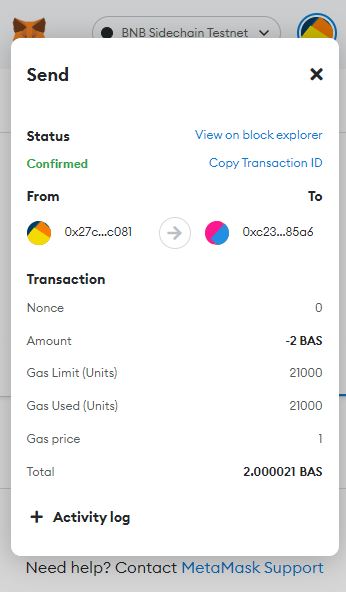 BNB Sidechain Testnet
Send
Status View on block explorer
Confirmed Copy Transaction ID
From To
0x27c...c081 0xc23...85a6
Transaction
Nonce 0
Amount -2 BAS
Gas Limit (Units) 21000
Gas Used (Units) 21000
Gas price 1
Total 2.000021 BAS
+ Activity log
Need help? Contact MetaMask Support